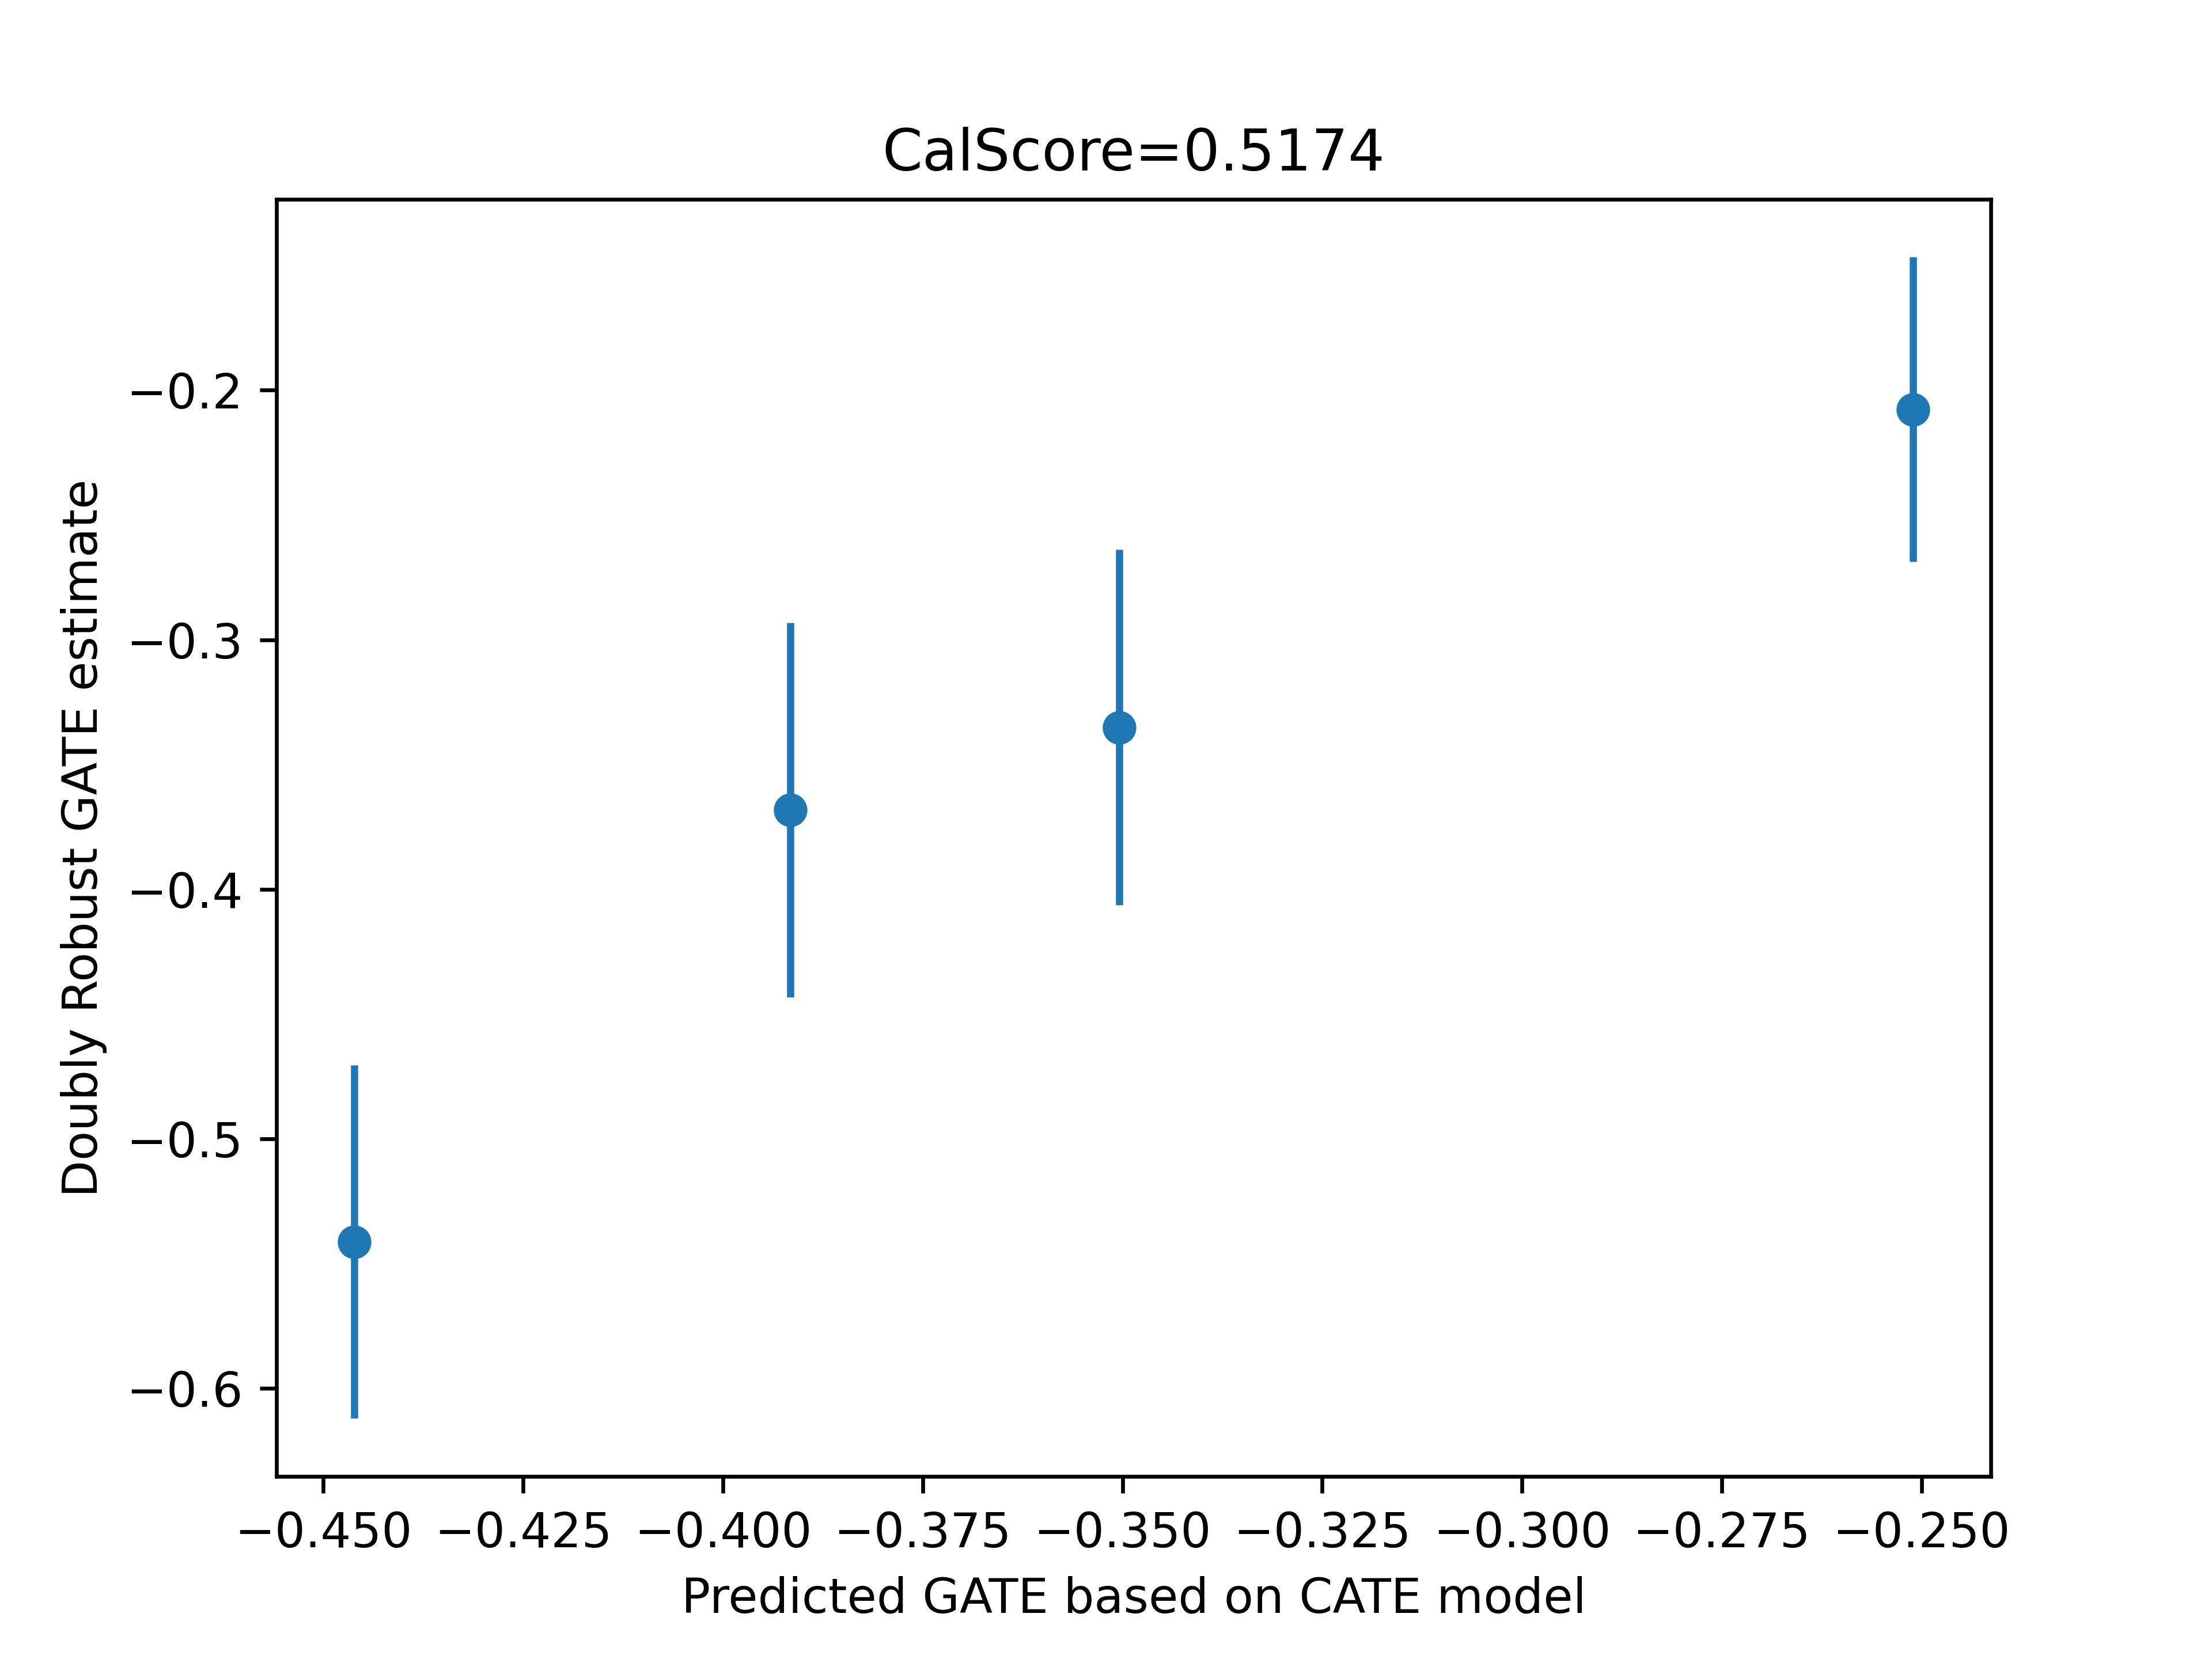 CalScore=0.5174
Doubly Robust GATE estimate
−0.2
−0.3
−0.4
−0.5
−0.6
−0.450 −0.425 −0.400 −0.375 −0.350 −0.325 −0.300 −0.275 −0.250
Predicted GATE based on CATE model